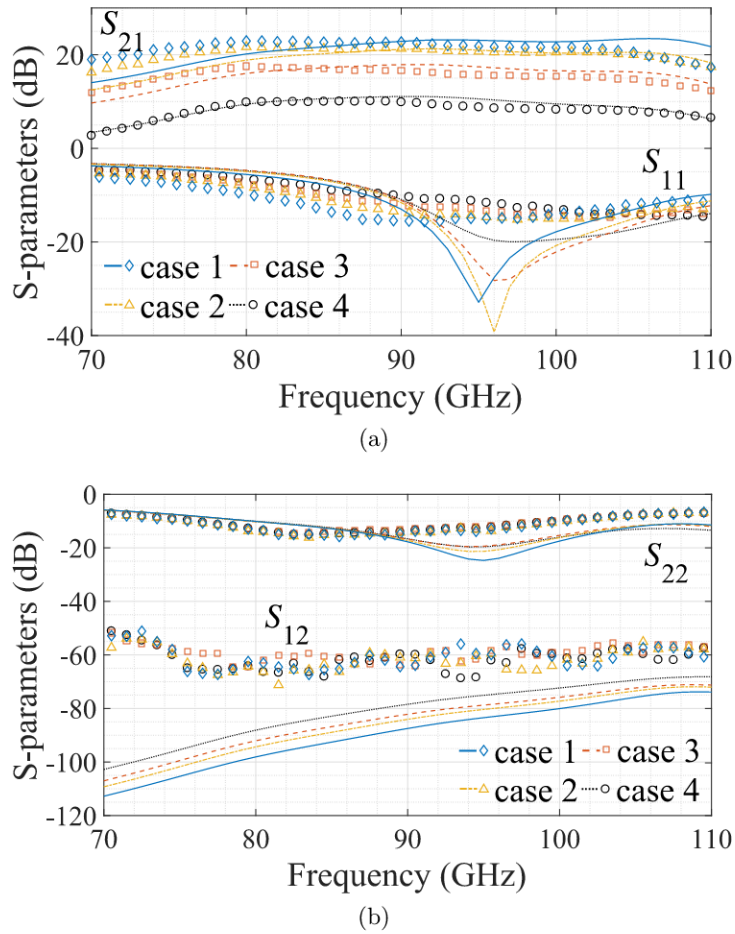 S21
20
0
-20
-40
S-parameters (dB)
S11
case 1 case 3
case 2 case 4
70 80 90 100 110
Frequency (GHz)
(a)
0
-20
-40
-60
-80
-100
-120
S-parameters (dB)
S22
S12
case 1 case 3
case 2 case 4
70 80 90 100 110
Frequency (GHz)
(b)